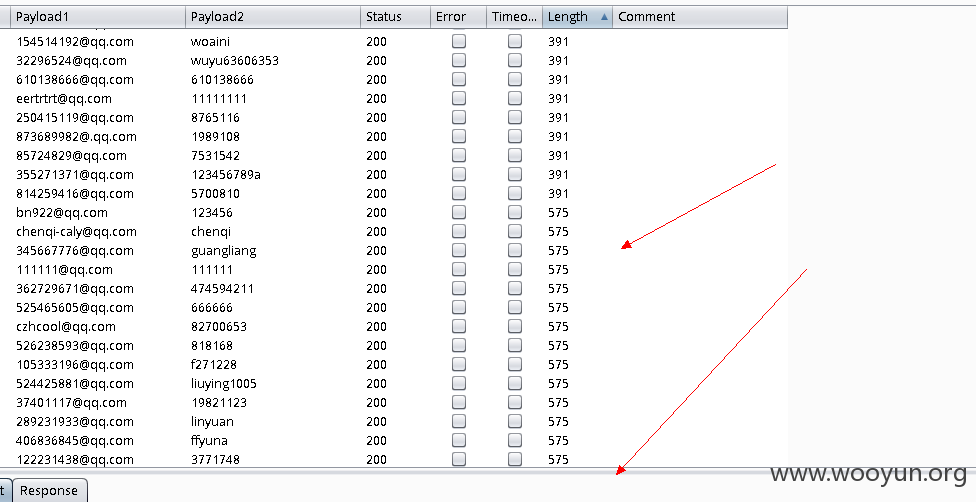 Payload1 Payload2 Status Error Timeo... Length Comment
154514192@qq.com woaini 200 391
32296524@qq.com wuyu63606353 200 391
610138666@qq.com 610138666 200 391
eertrtrt@qq.com 11111111 200 391
250415119@qq.com 8765116 200 391
873689982@.qq.com 1989108 200 391
85724829@qq.com 7531542 200 391
355271371@qq.com 123456789a 200 391
814259416@qq.com 5700810 200 391
bn922@qq.com 123456 200 575
chenqi-caly@qq.com chenqi 200 575
345667776@qq.com guangliang 200 575
111111@qq.com 111111 200 575
362729671@qq.com 474594211 200 575
525465605@qq.com 666666 200 575
czhcool@qq.com 82700653 200 575
526238593@qq.com 818168 200 575
105333196@qq.com f271228 200 575
524425881@qq.com liuying1005 200 575
37401117@qq.com 19821123 200 575
289231933@qq.com linyuan 200 575
406836845@qq.com ffyuna 200 575
122231438@qq.com 3771748 200 575
www.wooyun.org
Response